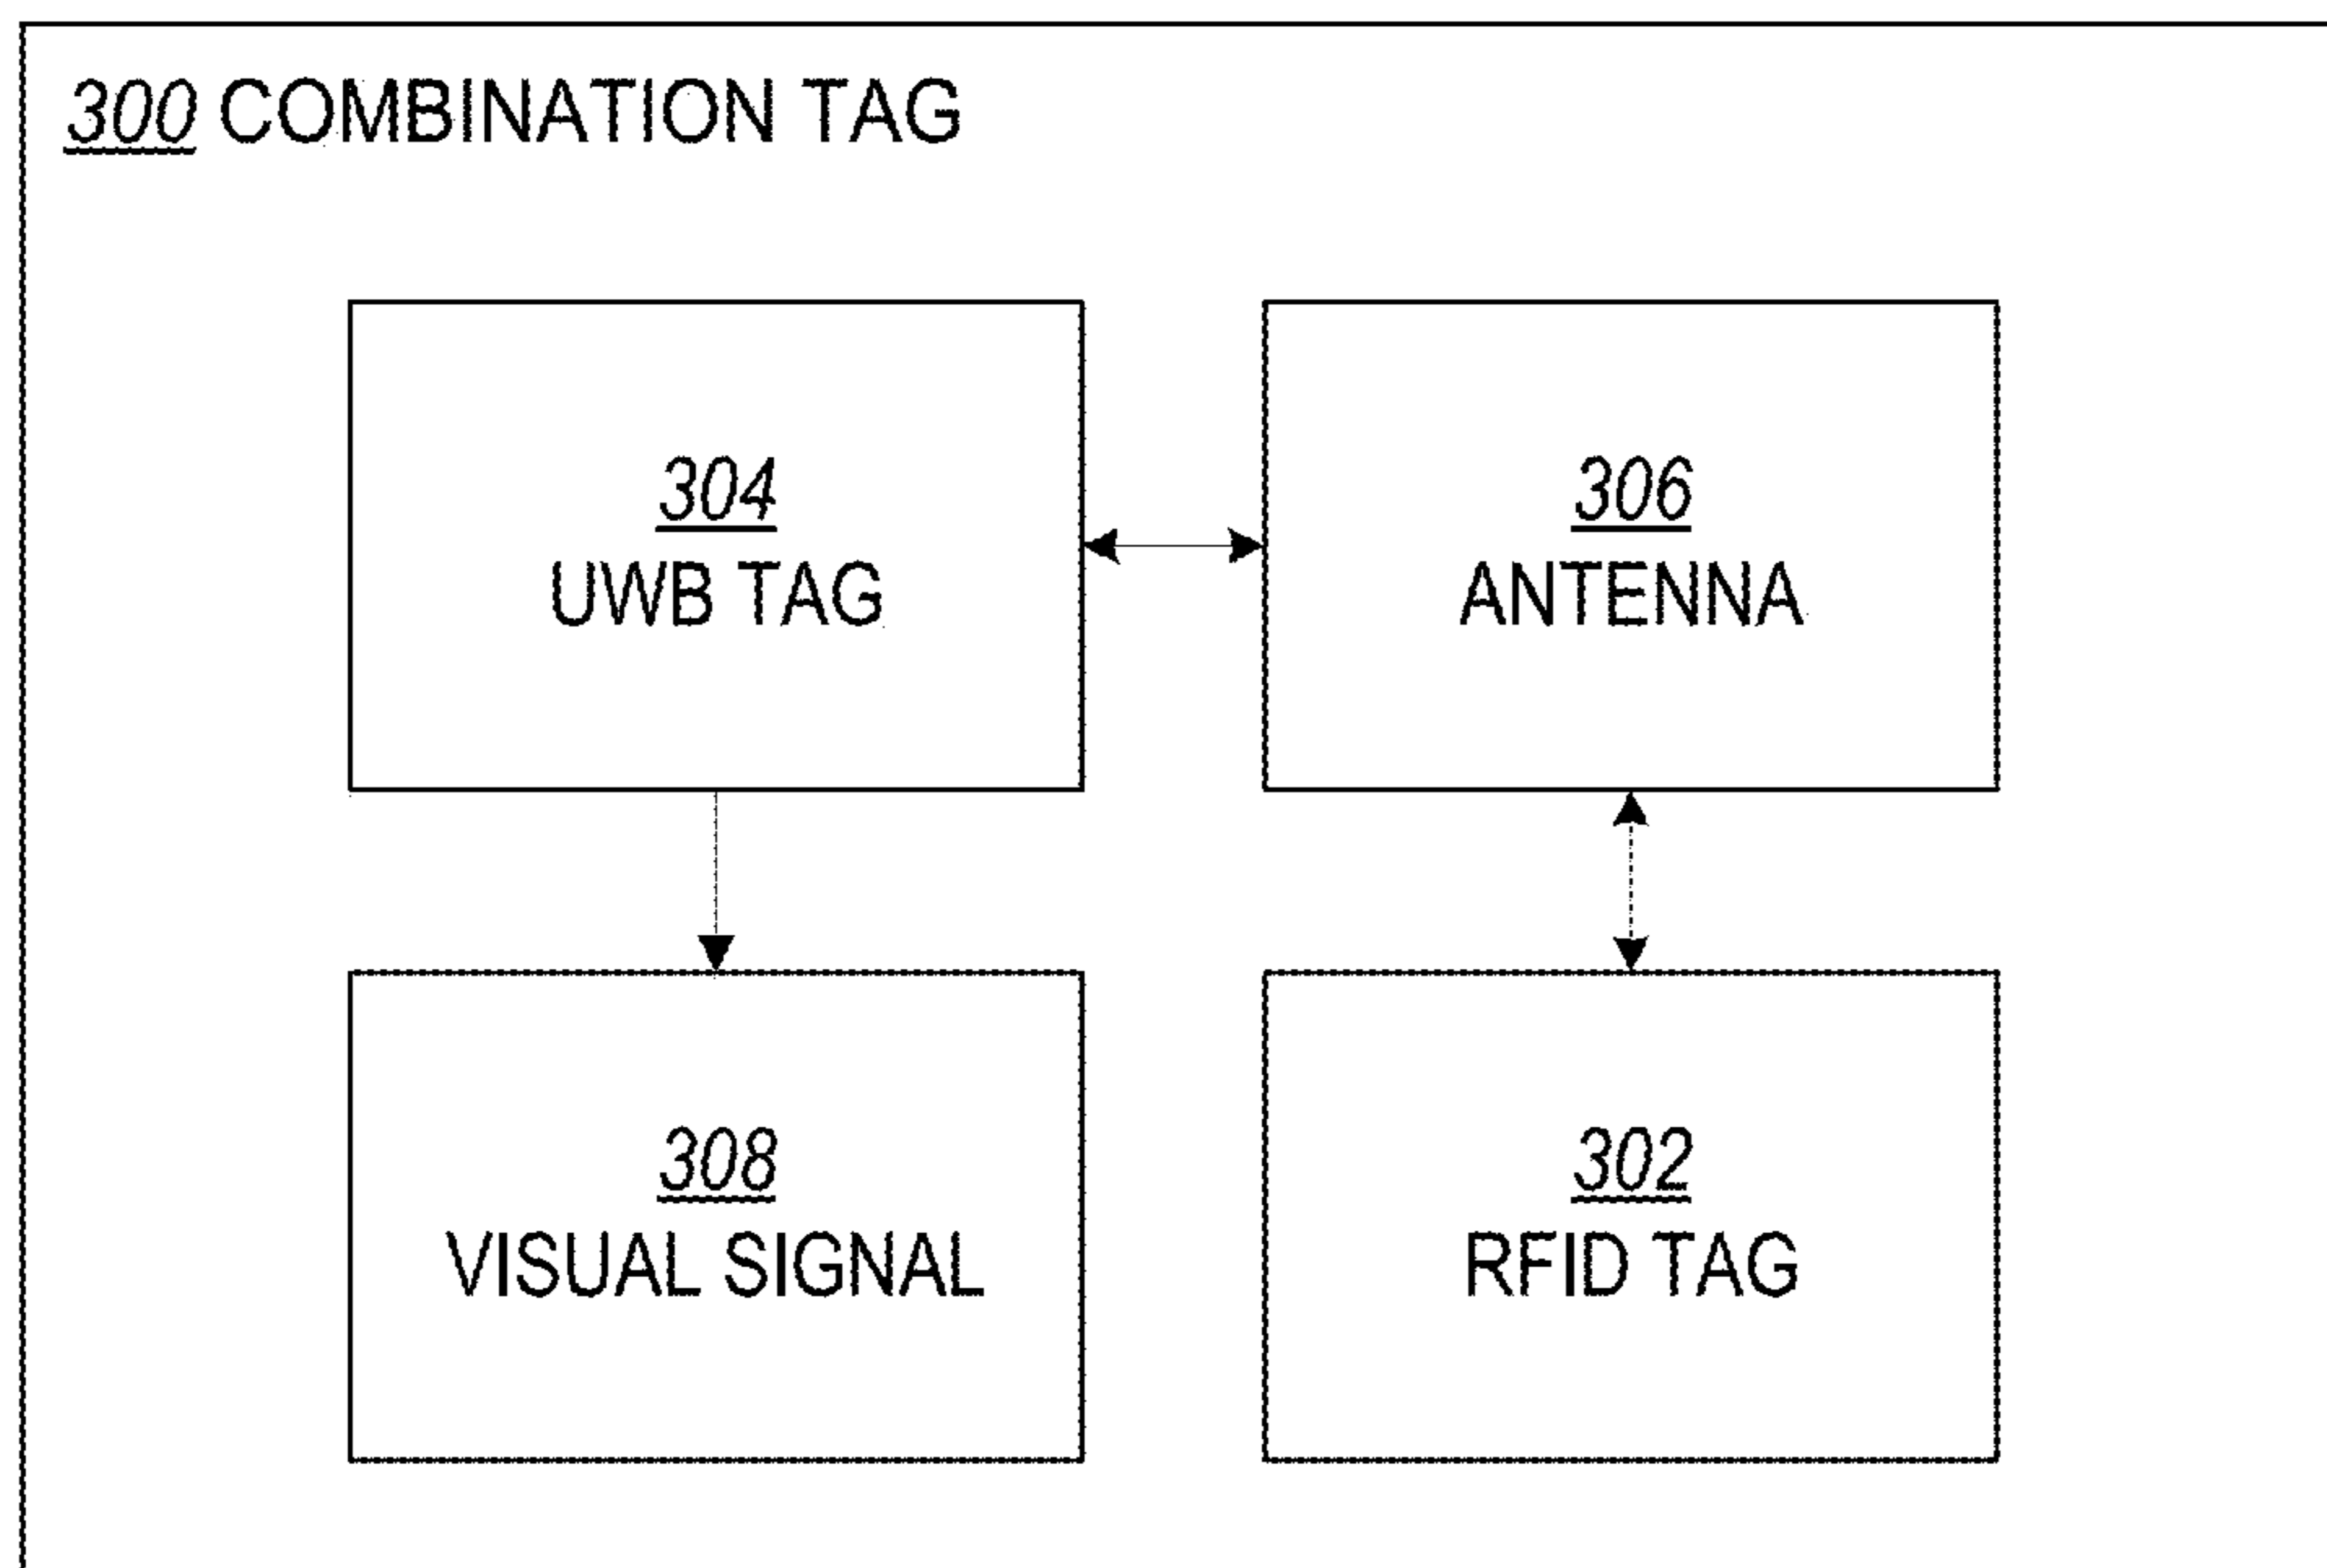 300 COMBINATION TAG
304
UWB TAG
306
ANTENNA
308
VISUAL SIGNAL
302
RFID TAG